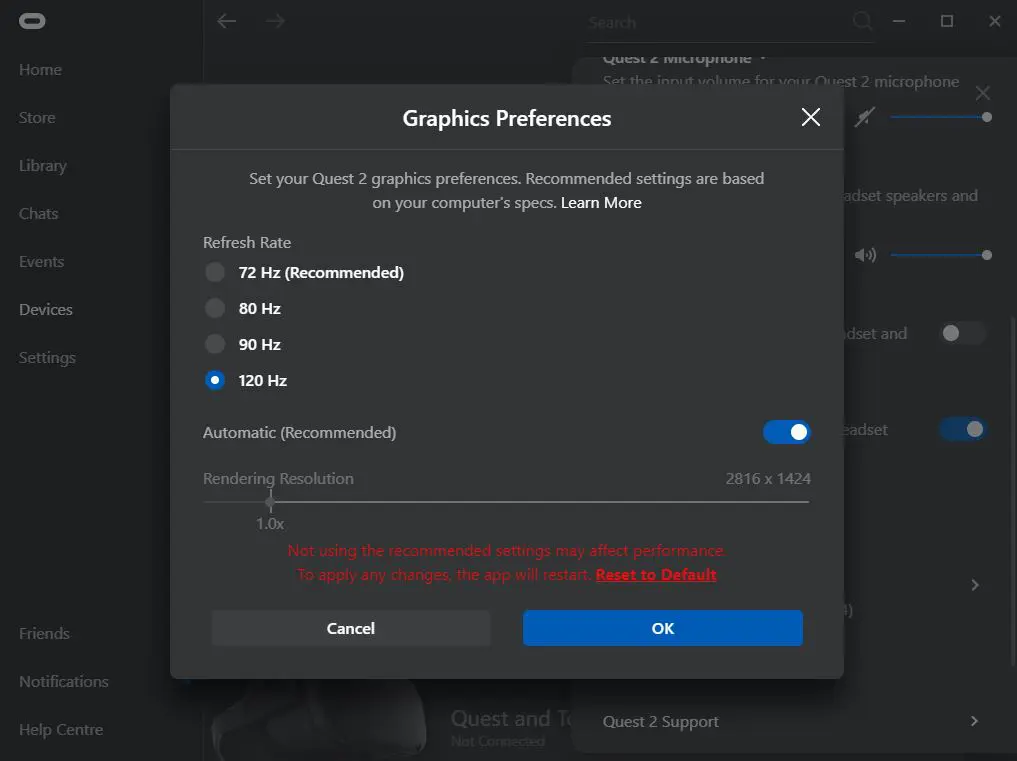 Search
Home
Store
Library
Chats
Events
Devices
Settings
Friends
Notifications
Help Centre
Quest 2 Microphone
Set the input volume for your Quest 2 microphone
Graphics Preferences
Set your Quest 2 graphics preferences. Recommended settings are based
on your computer's specs. Learn More
Refresh Rate
72 Hz (Recommended)
80 Hz
90 Hz
120 Hz
Automatic (Recommended)
Rendering Resolution 2816 x 1424
1.0x
Not using the recommended settings may affect performance.
To apply any changes, the app will restart. Reset to Default
Cancel OK
speakers and
and
Quest and
Not Connected
Quest 2 Support